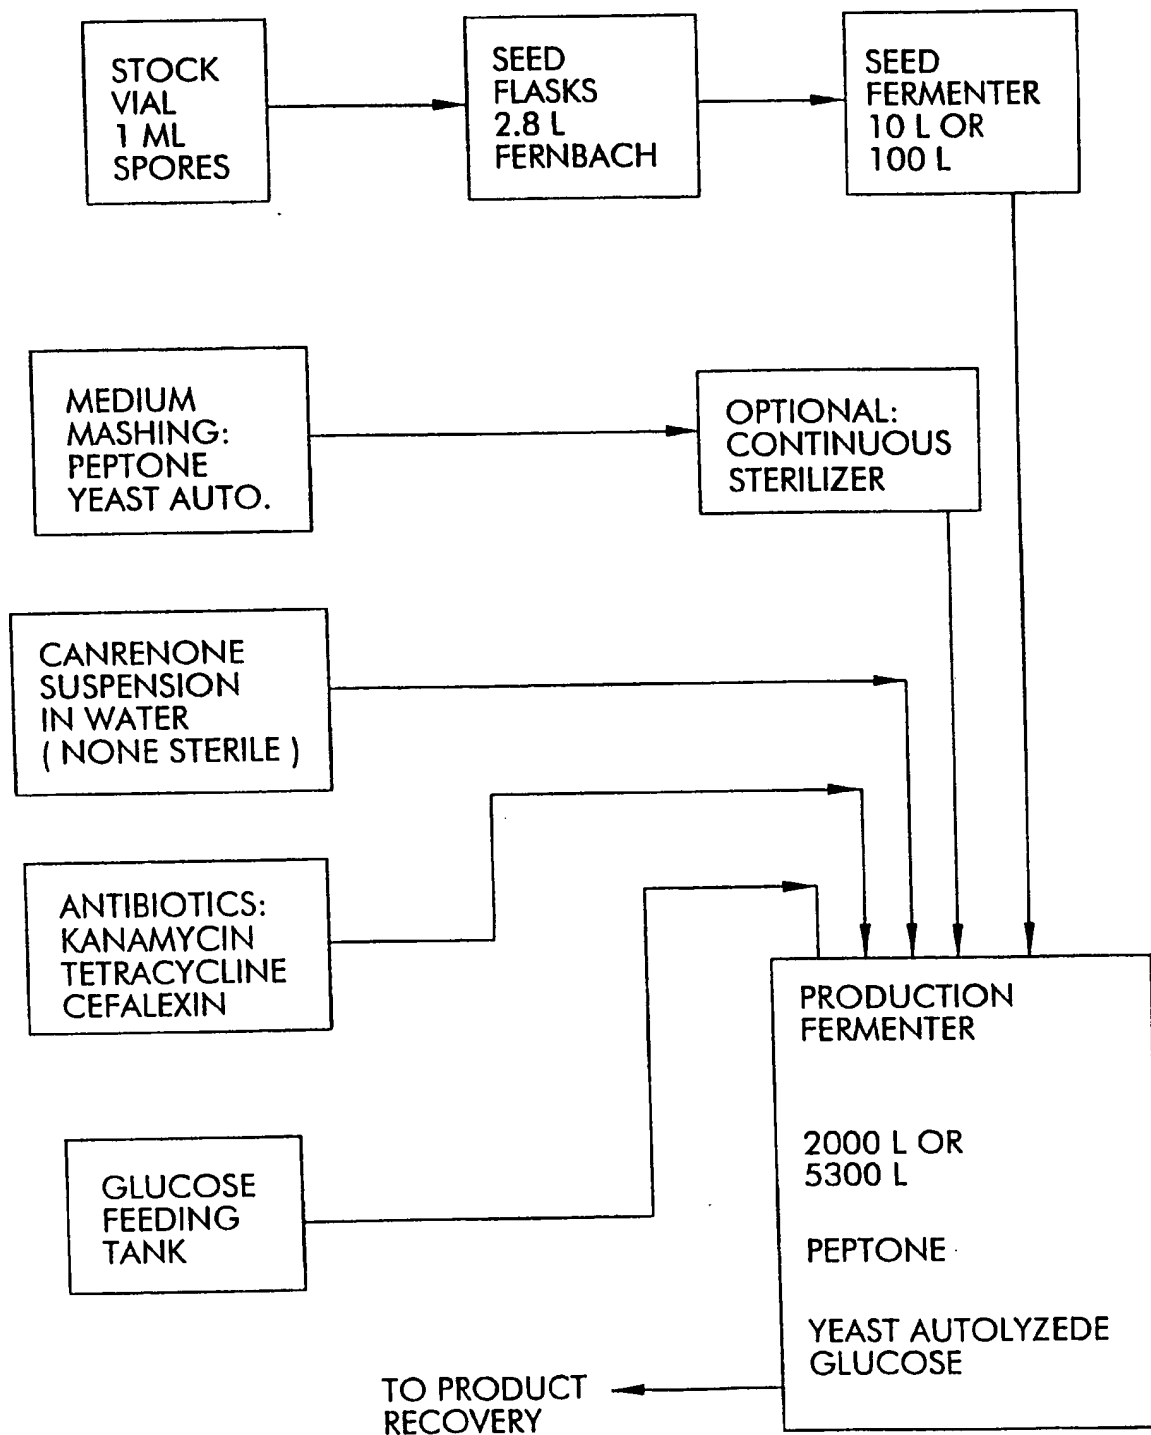 STOCK
VIAL
1 ML
SPORES
SEED
FLASKS
2.8 L
FERNBACH
SEED
FERMENTER
10 L OR
100 L
MEDIUM
MASHING:
PEPTONE
YEAST AUTO.
OPTIONAL:
CONTINUOUS
STERILIZER
CANRENONE
SUSPENSION
IN WATER
( NONE STERILE )
ANTIBIOTICS:
KANAMYCIN
TETRACYCLINE
CEFALEXIN
GLUCOSE
FEEDING
TANK
PRODUCTION
FERMENTER
2000 L OR
5300 L
PEPTONE
YEAST AUTOLYZEDE
GLUCOSE
TO PRODUCT
RECOVERY